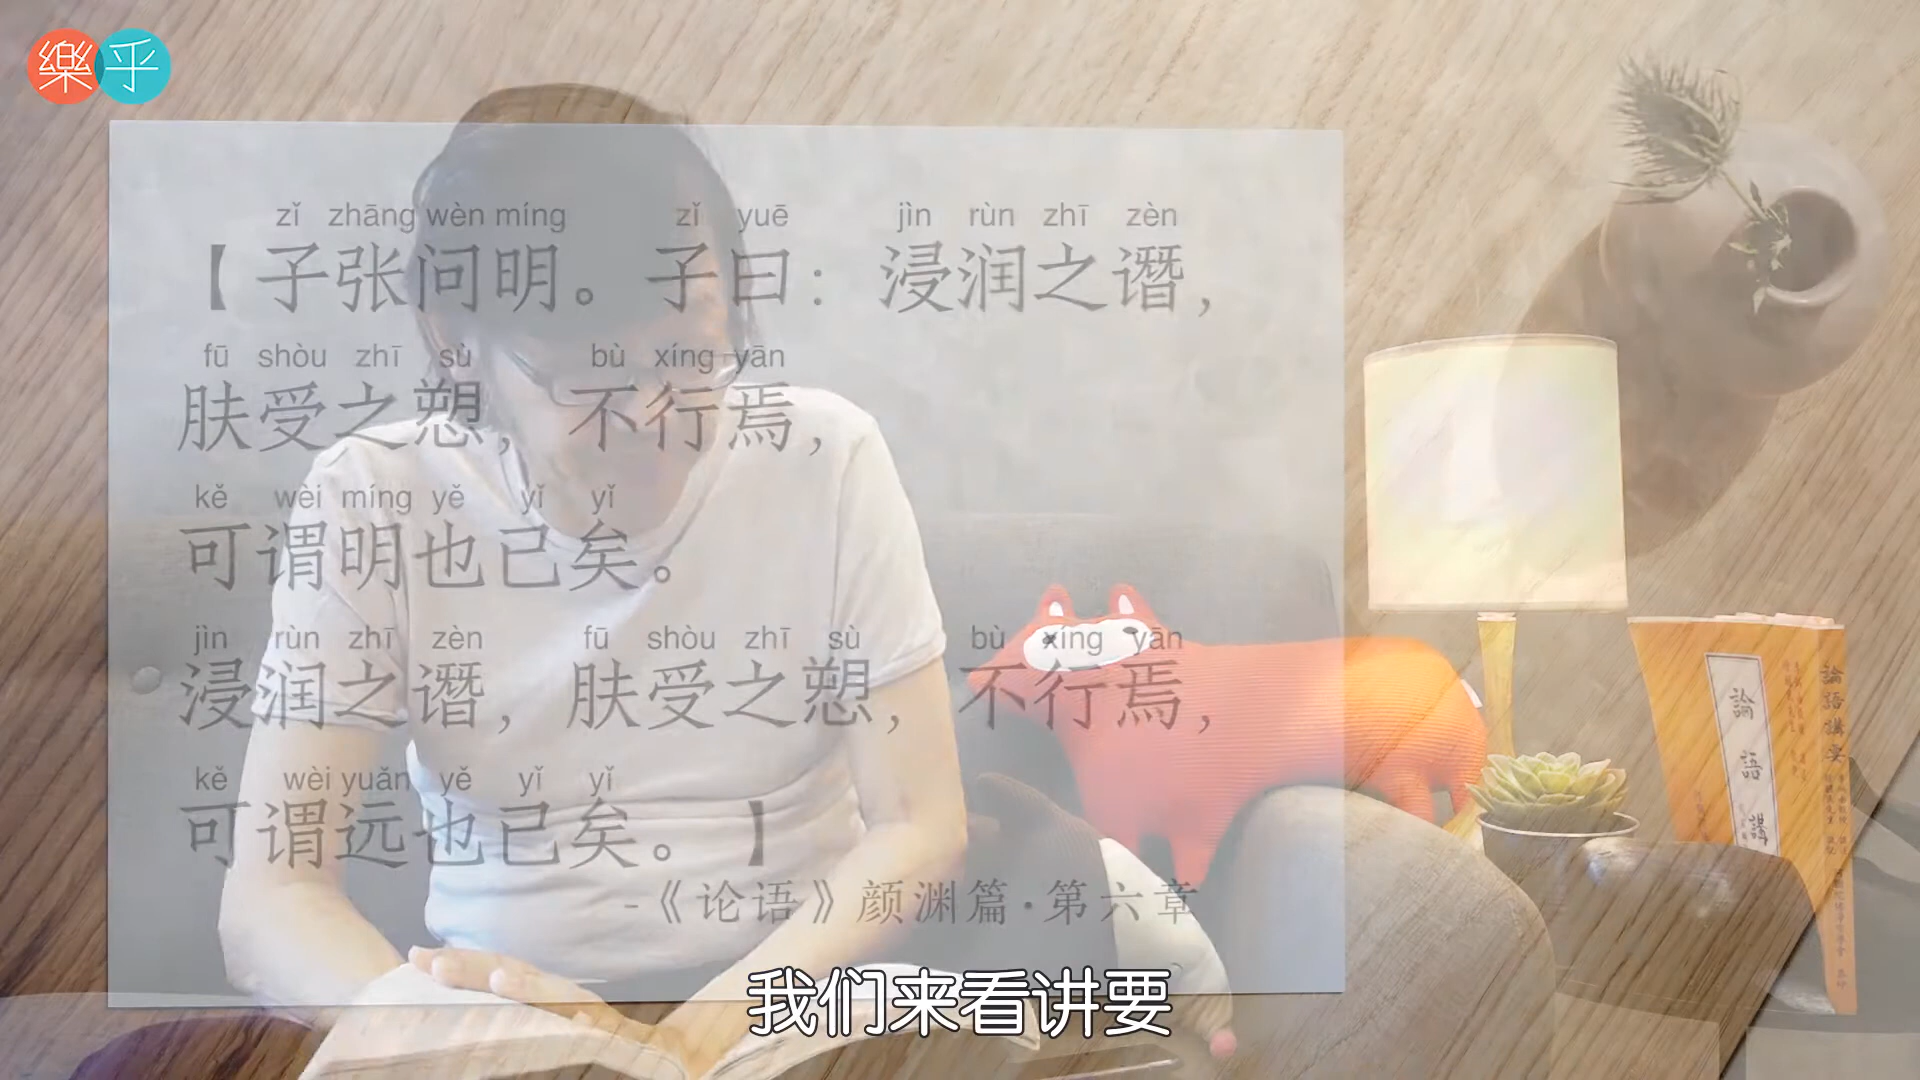 樂乎
zǐ zhāng wèn míng zǐ yuē jìn rùn zhī zèn
【子张问明。子曰：浸润之谮，
fū shòu zhī sù bù xíng yān
肤受之愬，不行焉，
kě wèi míng yě yǐ yǐ
可谓明也已矣。
jìn rùn zhī zèn fū shòu zhī sù bù xíng yān
浸润之谮，肤受之愬，不行焉，
kě wèi yuǎn yě yǐ yǐ
可谓远也已矣。】
-《论语》颜渊篇·第六章
論語講
論語講要
我们来看讲要